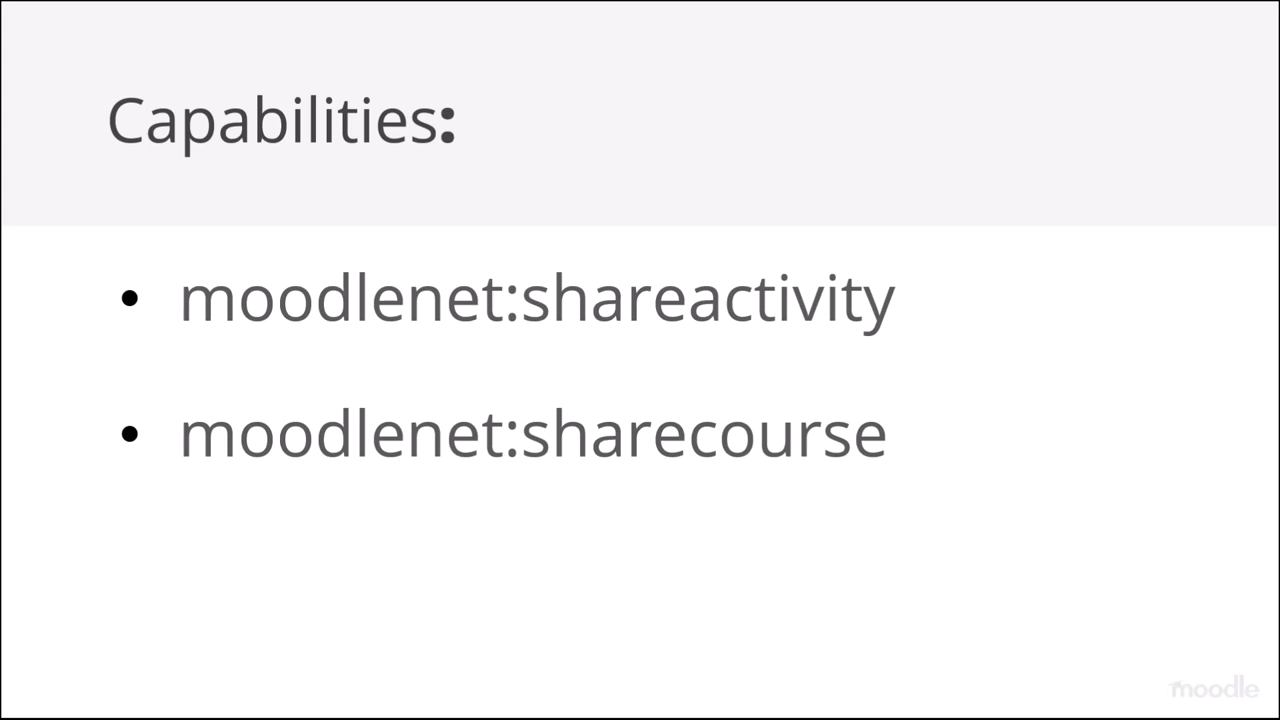 Capabilities:
• moodlenet:shareactivity
• moodlenet:sharecourse
moodle